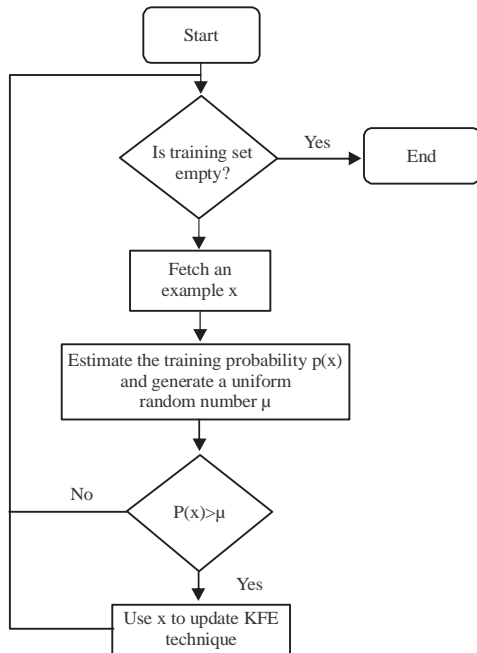 Start
Is training set
empty?
Yes
End
Fetch an
example x
Estimate the training probability p(x)
and generate a uniform
random number μ
No
P(x)>μ
Yes
Use x to update KFE
technique